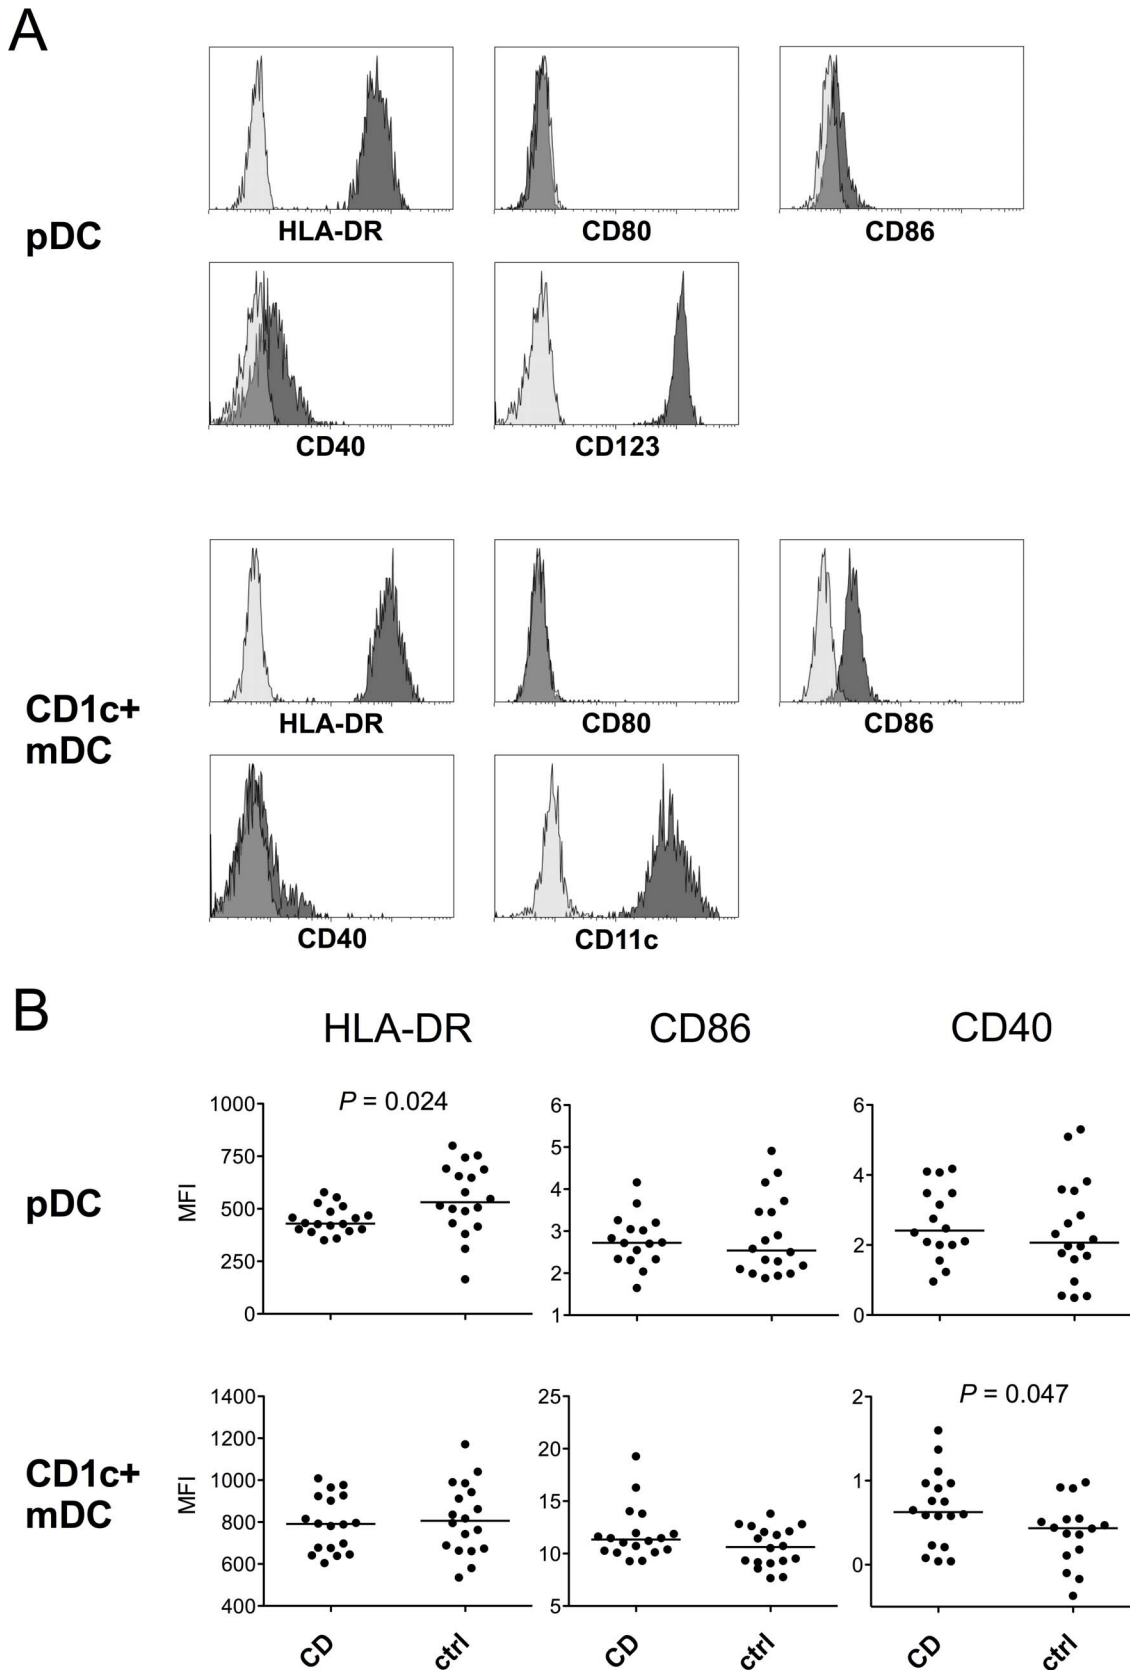 A
HLA-DR CD80 CD86
pDC
CD40 CD123
HLA-DR CD80 CD86
CD1c+
mDC
CD40 CD11c
B
HLA-DR CD86 CD40
P = 0.024
pDC
MFI
1000 6 6
750 5
500 4 4
250 3 2
0 2 0
1
P = 0.047
CD1c+
mDC
MFI
1400 25 2
1200 20
1000 15 1
800 10 0
600 5
400
CD ctrl CD ctrl CD ctrl